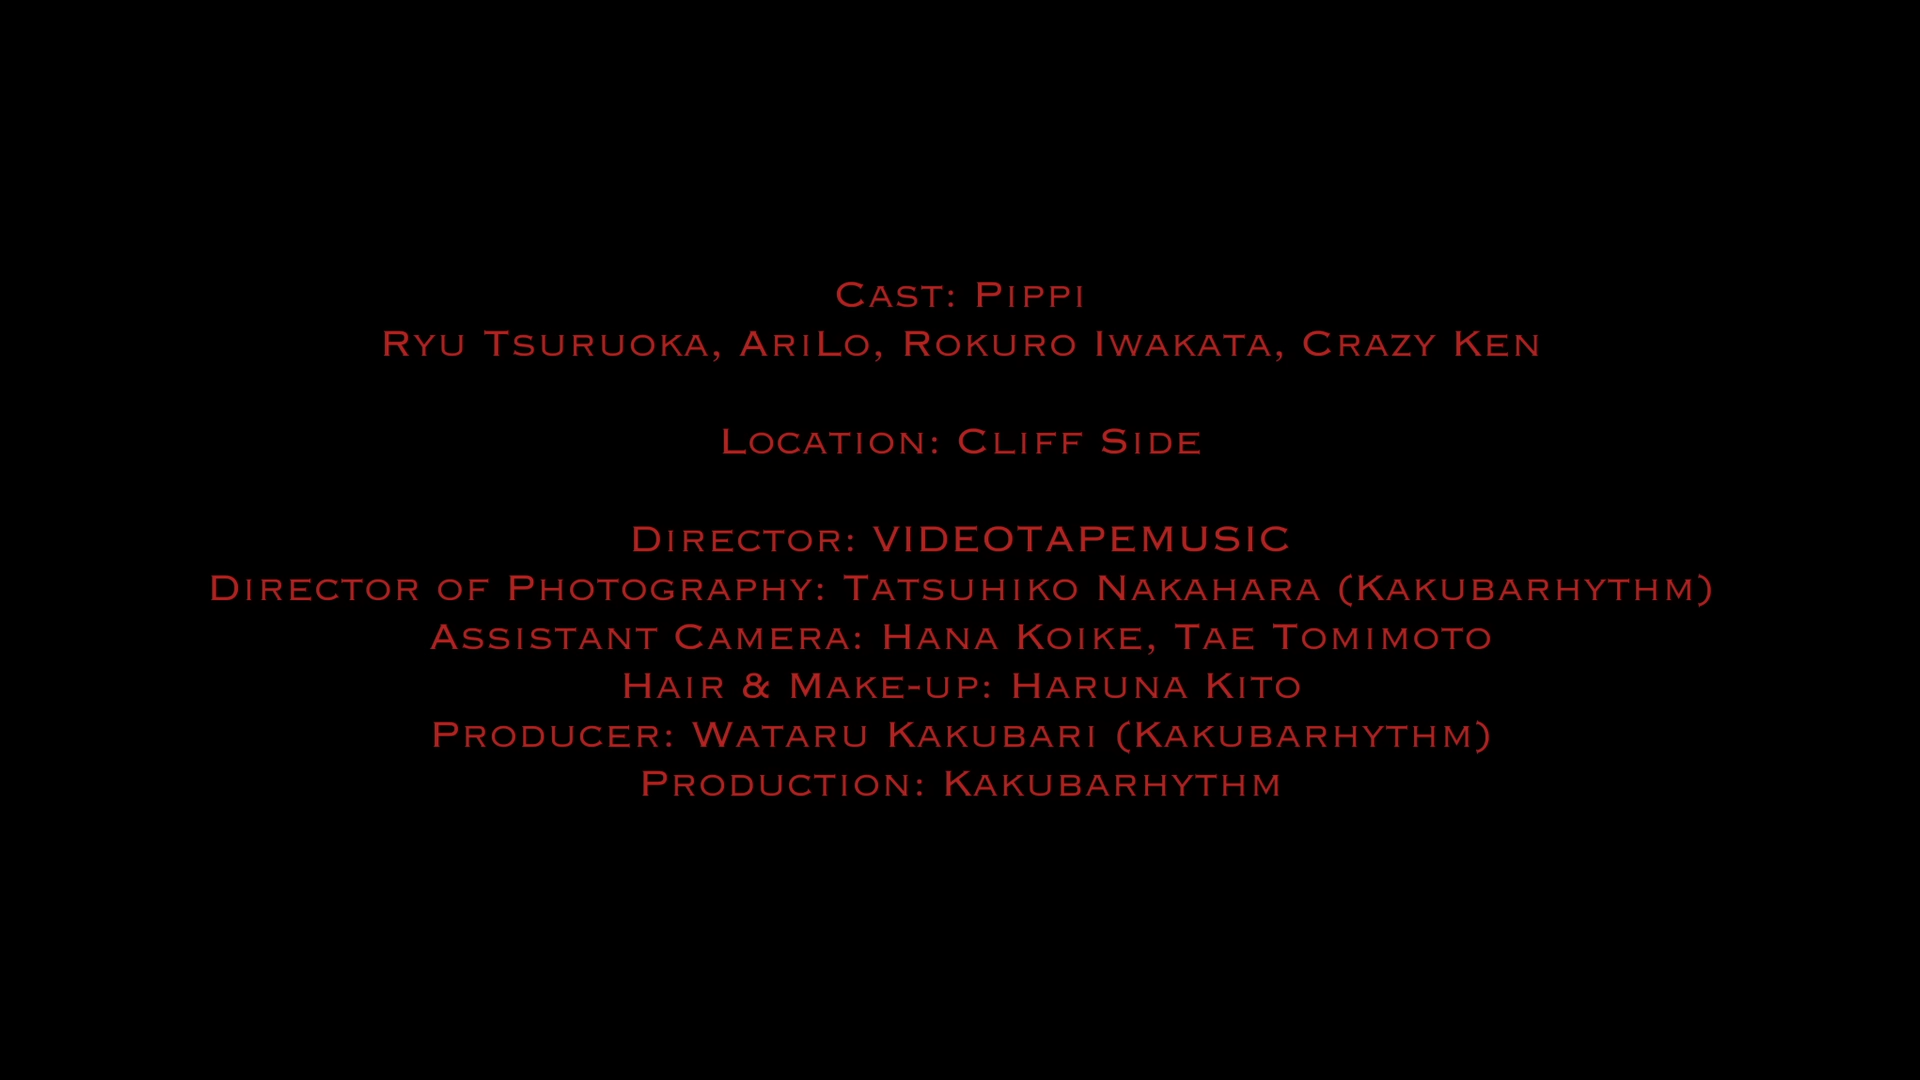 Cast: Pippi
Ryu Tsuruoka, AriLo, Rokuro Iwakata, Crazy Ken
Location: Cliff Side
Director: VIDEOTAPEMUSIC
Director of Photography: Tatsuhiko Nakahara (Kakubarhythm)
Assistant Camera: Hana Koike, Tae Tomimoto
Hair & Make-up: Haruna Kito
Producer: Wataru Kakubari (Kakubarhythm)
Production: Kakubarhythm